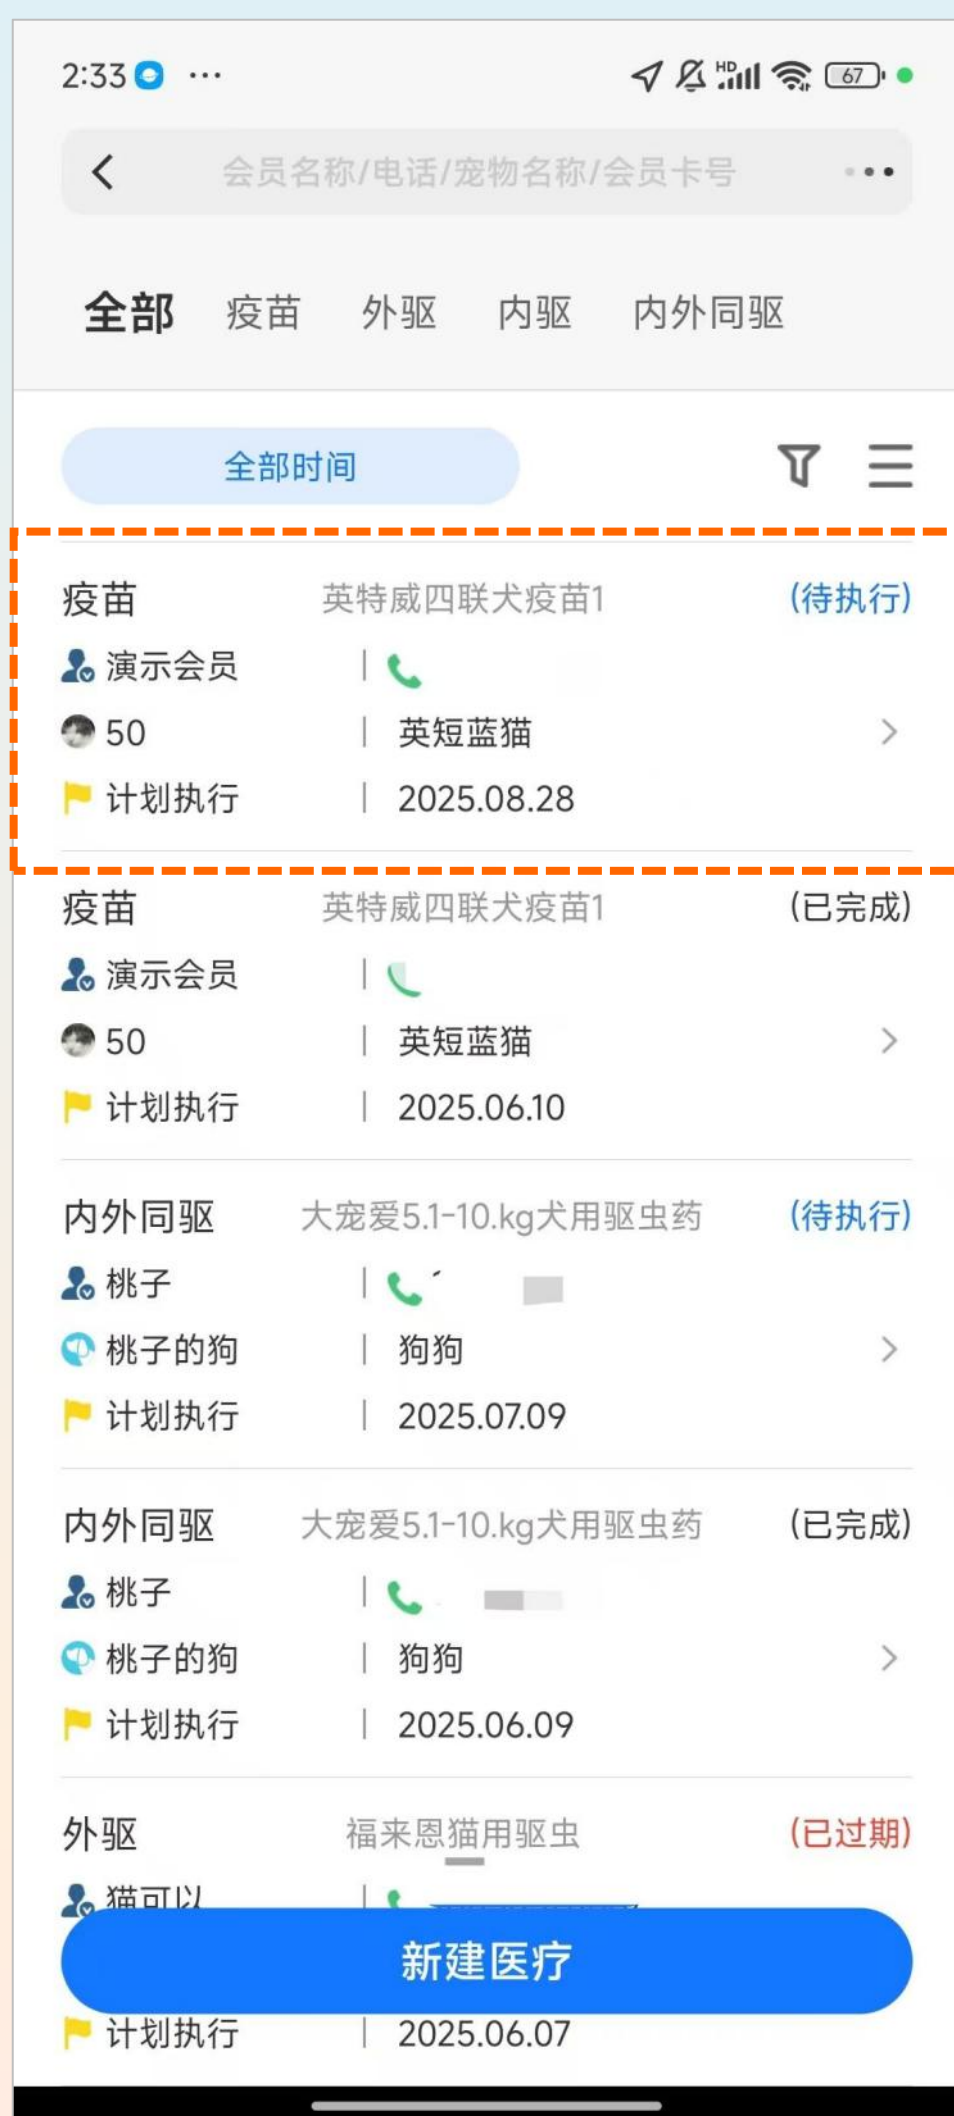 2:33 ... HD 67
会员名称/电话/宠物名称/会员卡号
全部 疫苗 外驱 内驱 内外同驱
全部时间
疫苗 英特威四联犬疫苗1 (待执行)
演示会员
50 | 英短蓝猫
计划执行 | 2025.08.28
疫苗 英特威四联犬疫苗1 (已完成)
演示会员
50 | 英短蓝猫
计划执行 | 2025.06.10
内外同驱 大宠爱5.1-10.kg犬用驱虫药 (待执行)
桃子
桃子的狗 | 狗狗
计划执行 | 2025.07.09
内外同驱 大宠爱5.1-10.kg犬用驱虫药 (已完成)
桃子
桃子的狗 | 狗狗
计划执行 | 2025.06.09
外驱 福来恩猫用驱虫 (已过期)
猫可以
新建医疗
计划执行 | 2025.06.07